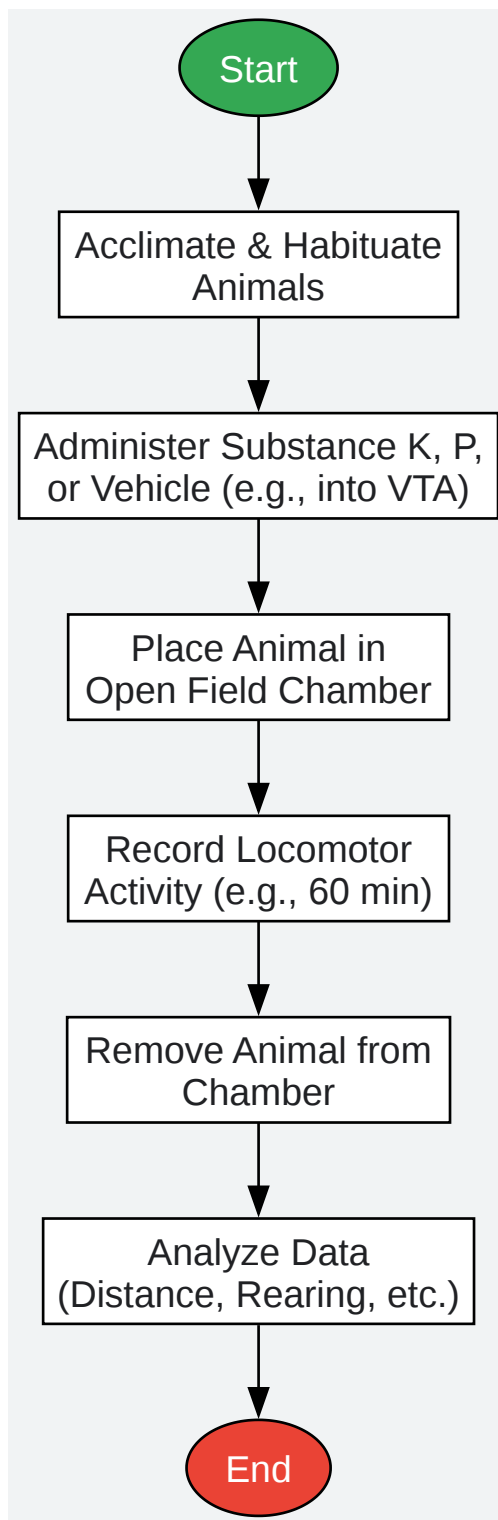 Start
Acclimate & Habituate
Animals
Administer Substance K, P,
or Vehicle (e.g., into VTA)
Place Animal in
Open Field Chamber
Record Locomotor
Activity (e.g., 60 min)
Remove Animal from
Chamber
Analyze Data
(Distance, Rearing, etc.)
End